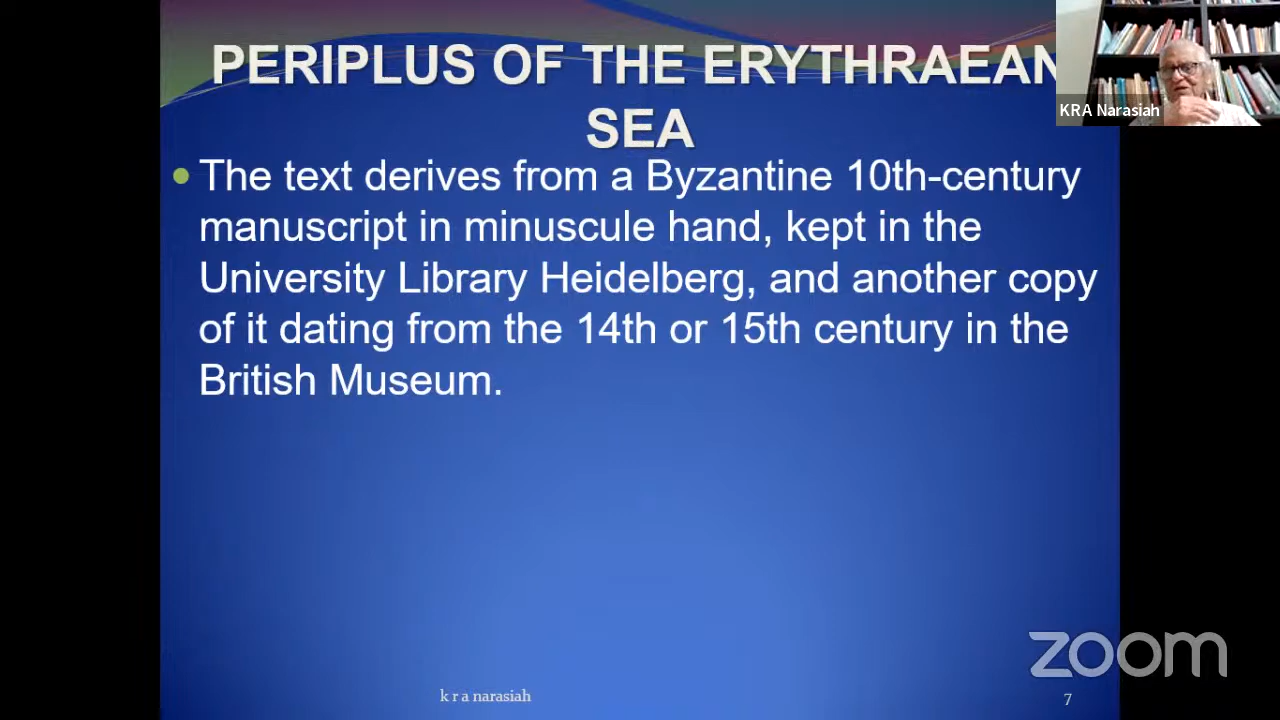 PERIPLUS OF THE ERYTHRAEAN
SEA
KRA Narasiah
• The text derives from a Byzantine 10th-century
manuscript in minuscule hand, kept in the
University Library Heidelberg, and another copy
of it dating from the 14th or 15th century in the
British Museum.
zoom
k r a narasiah
7